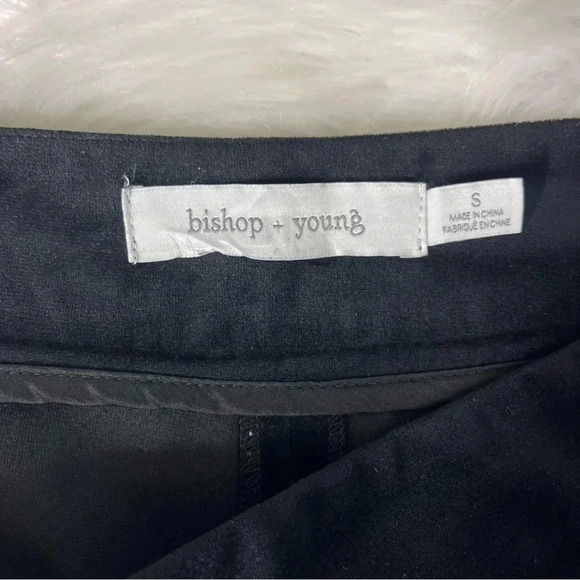 bishop + young
S
MADE IN CHINA
FABRIQUÉ EN CHINE